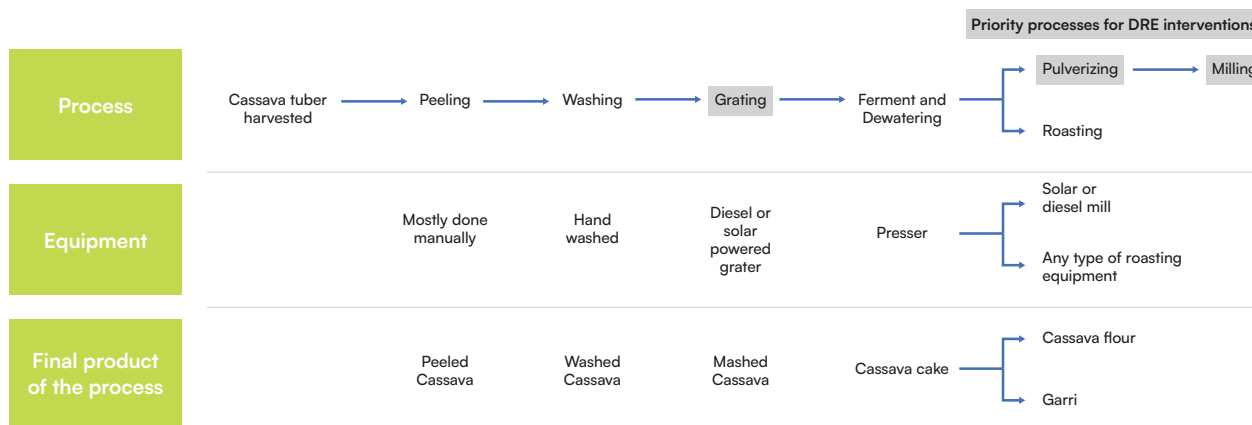 Priority processes for DRE interventions
Process
Cassava tuber
harvested
Peeling
Washing
Grating
Ferment and
Dewatering
Pulverizing
Milling
Roasting
Equipment
Mostly done
manually
Hand
washed
Diesel or
solar
powered
grater
Presser
Solar or
diesel mill
Any type of roasting
equipment
Final product
of the process
Peeled
Cassava
Washed
Cassava
Mashed
Cassava
Cassava cake
Cassava flour
Garri